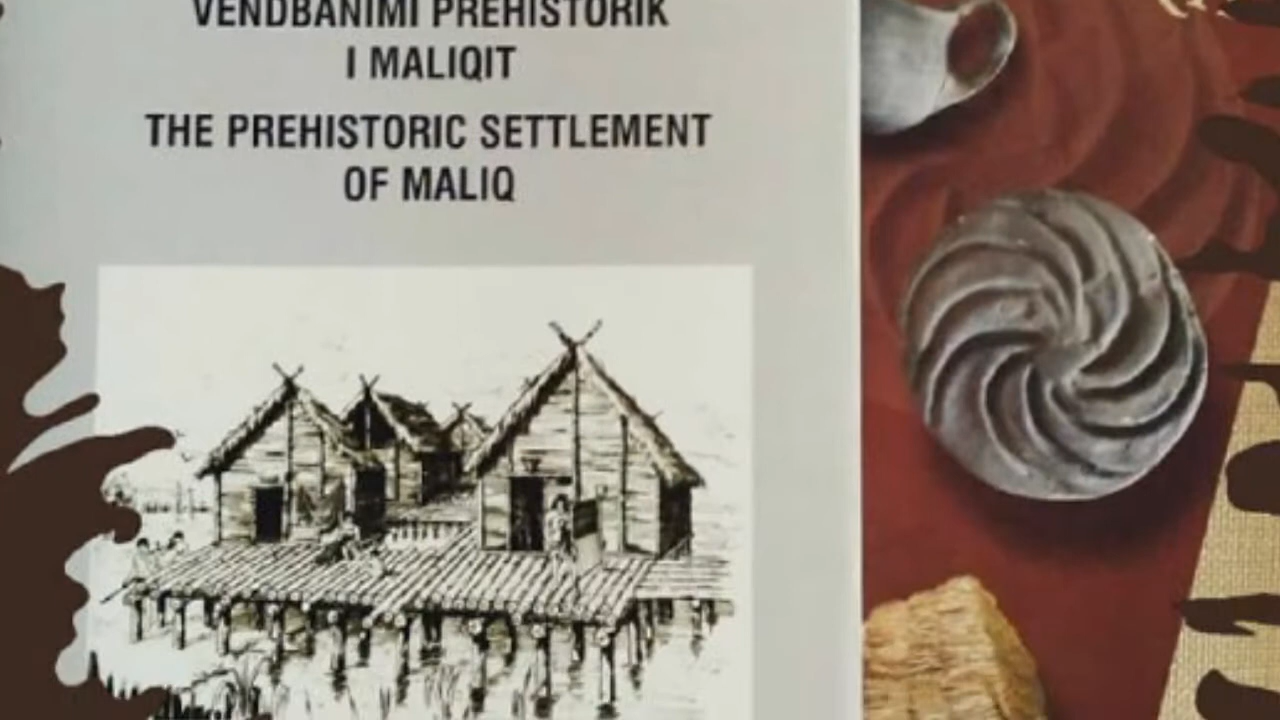 VENDBANIMI PREHISTORIK
I MALIQIT
THE PREHISTORIC SETTLEMENT
OF MALIQ